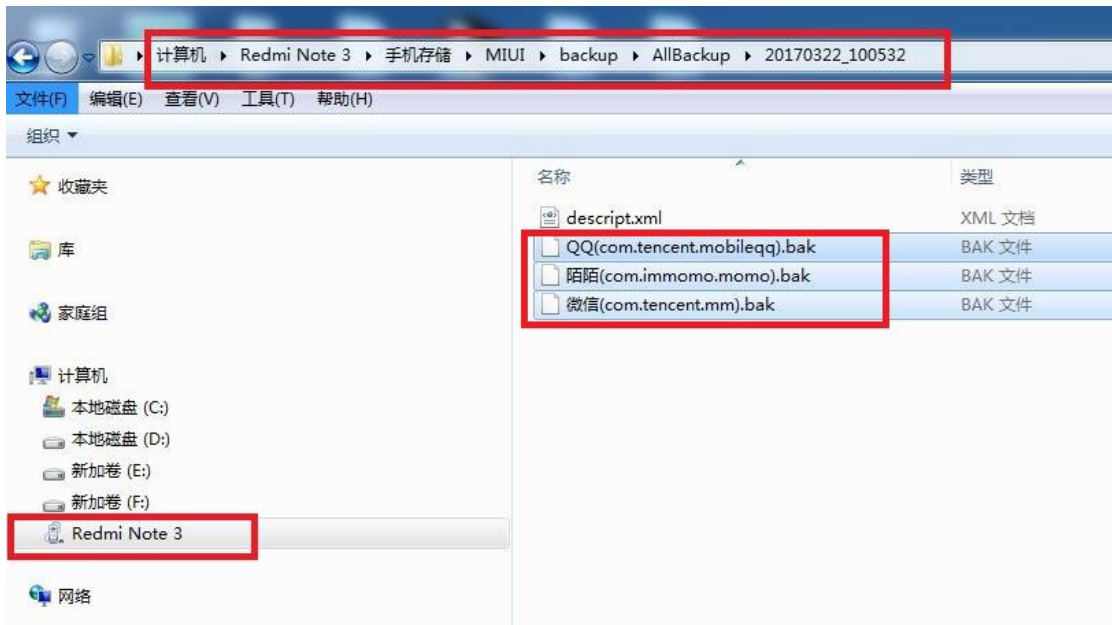 计算机 ▸ Redmi Note 3 ▸ 手机存储 ▸ MIUI ▸ backup ▸ AllBackup ▸ 20170322_100532
文件(F) 编辑(E) 查看(V) 工具(T) 帮助(H)
组织
收藏夹
库
家庭组
计算机
本地磁盘 (C:)
本地磁盘 (D:)
新加卷 (E:)
新加卷 (F:)
Redmi Note 3
网络
名称 类型
descript.xml XML 文档
QQ(com.tencent.mobileqq).bak BAK 文件
陌陌(com.immomo.momo).bak BAK 文件
微信(com.tencent.mm).bak BAK 文件